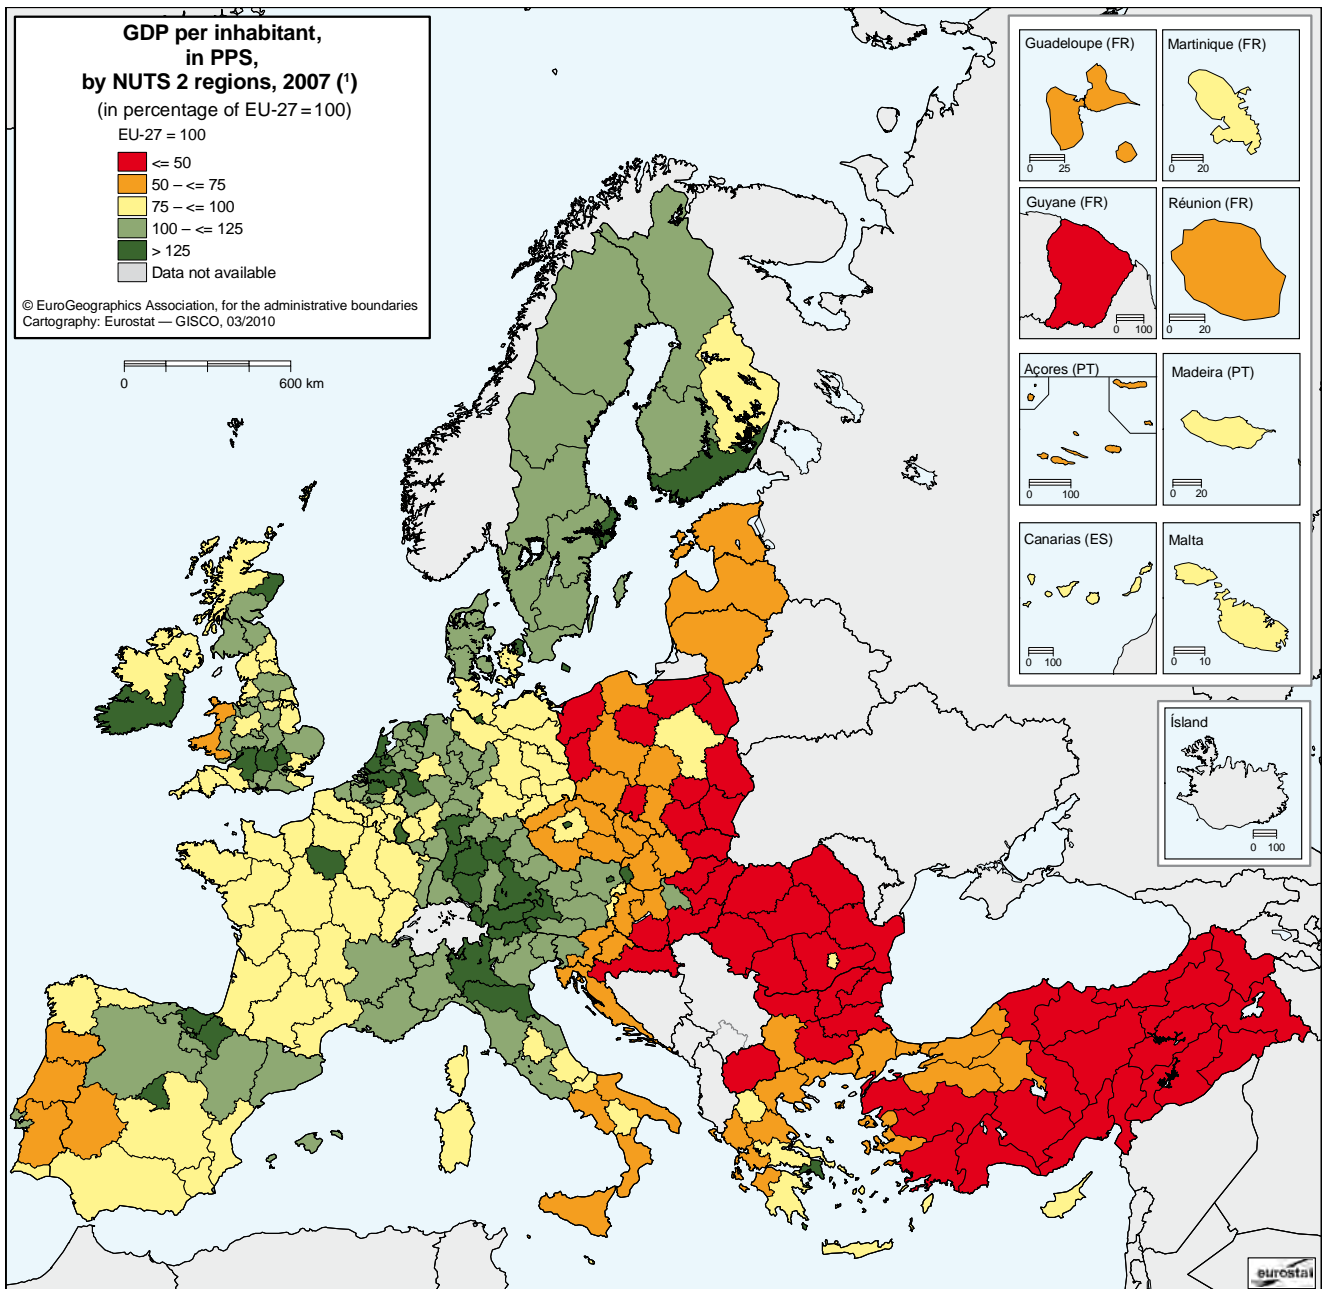 GDP per inhabitant,
in PPS,
by NUTS 2 regions, 2007 (¹)
(in percentage of EU-27 = 100)
EU-27 = 100
<= 50
50 – <= 75
75 – <= 100
100 – <= 125
> 125
Data not available
© EuroGeographics Association, for the administrative boundaries
Cartography: Eurostat — GISCO, 03/2010
0 600 km
Guadeloupe (FR)
0 25
Martinique (FR)
0 20
Guyane (FR)
0 100
Réunion (FR)
0 20
Açores (PT)
0 100
Madeira (PT)
0 20
Canarias (ES)
0 100
Malta
0 10
Ísland
0 100
eurostat